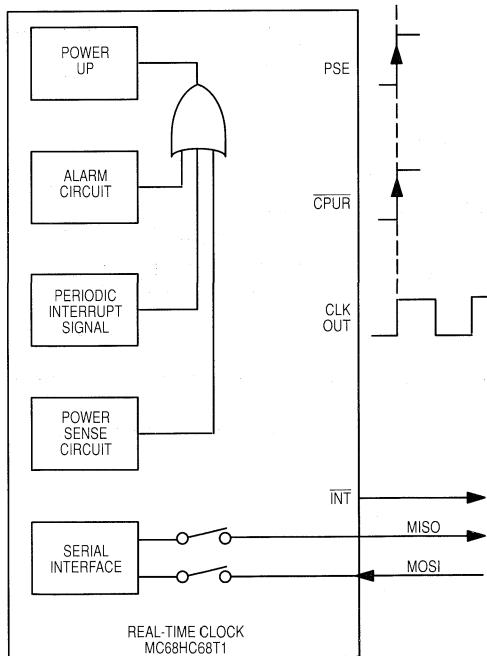 POWER
UP
PSE
ALARM
CIRCUIT
CPUR
PERIODIC
INTERRUPT
SIGNAL
CLK
OUT
POWER
SENSE
CIRCUIT
INT
MISO
SERIAL
INTERFACE
MOSI
REAL-TIME CLOCK
MC68HC68T1